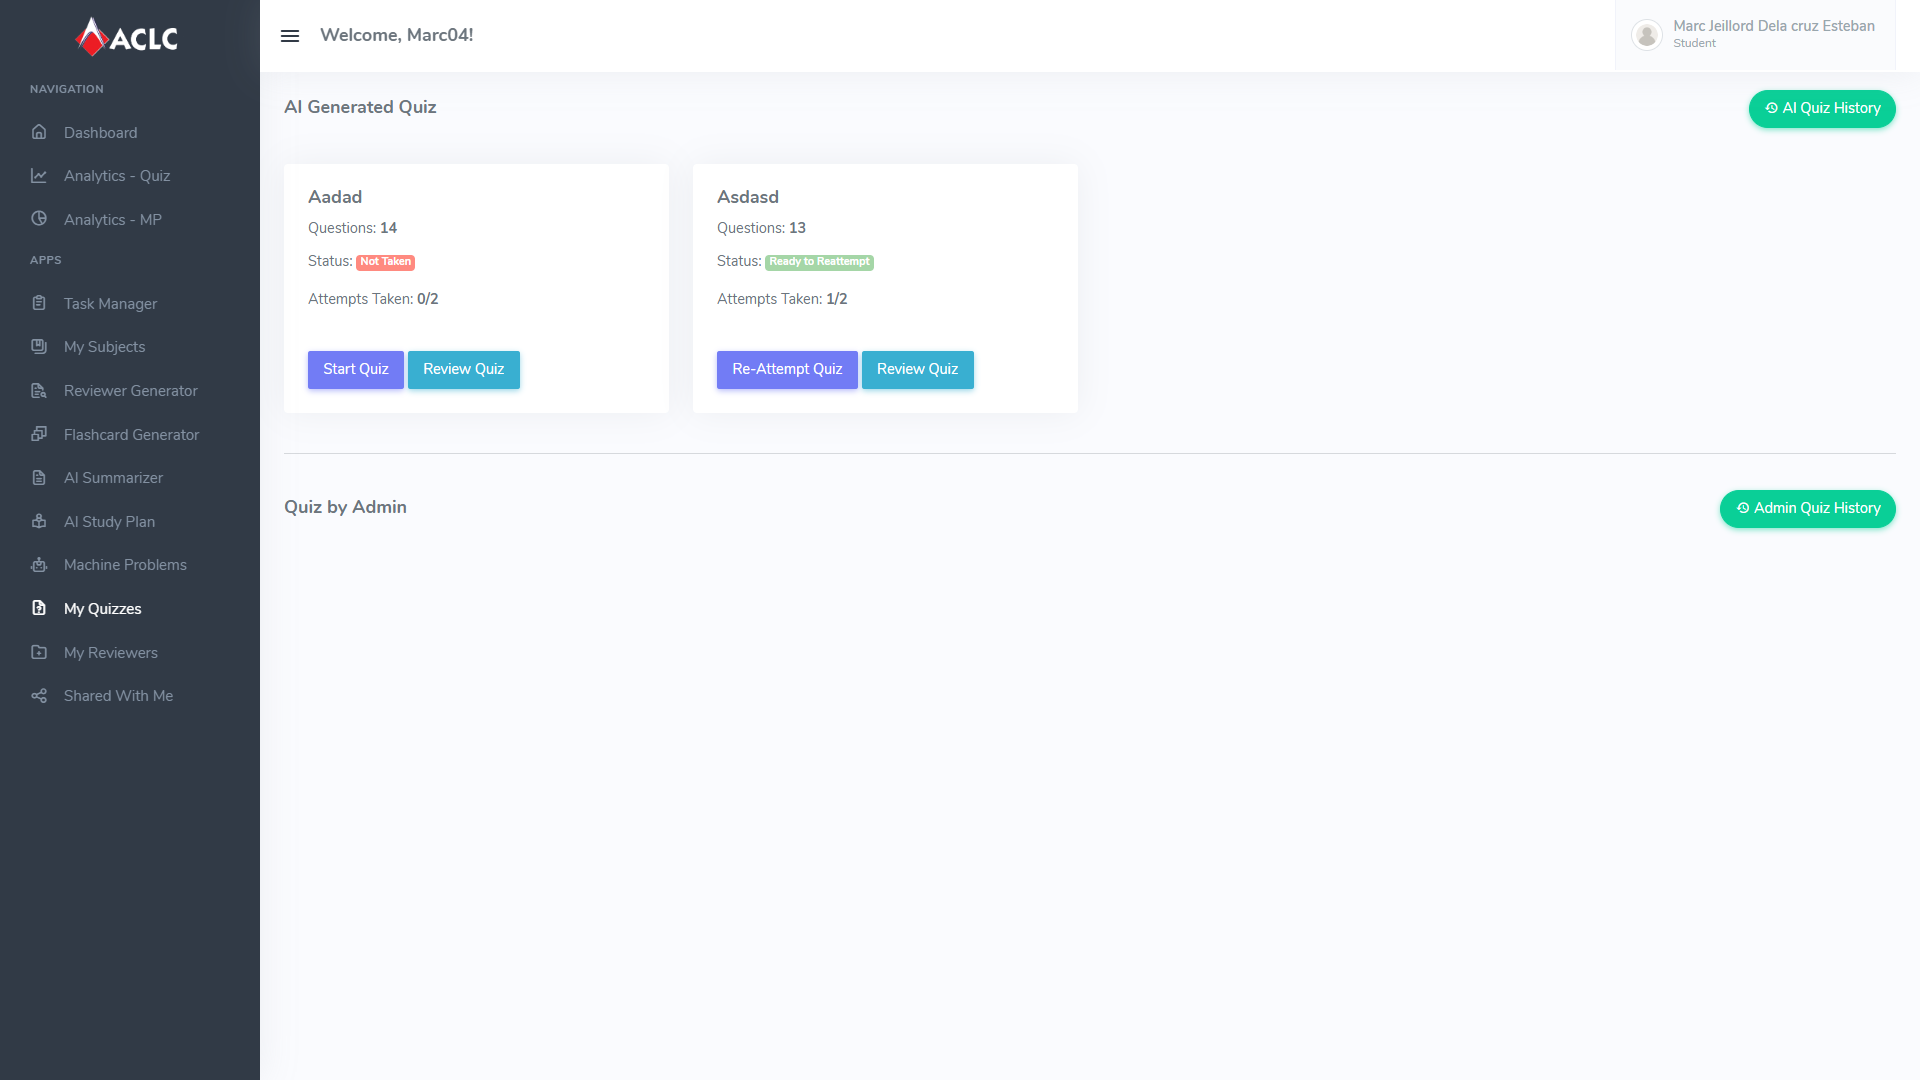 ACLC
NAVIGATION
Dashboard
Analytics - Quiz
Analytics - MP
APPS
Task Manager
My Subjects
Reviewer Generator
Flashcard Generator
AI Summarizer
AI Study Plan
Machine Problems
My Quizzes
My Reviewers
Shared With Me
Welcome, Marc04!
Marc Jeillord Dela cruz Esteban
Student
AI Generated Quiz
AI Quiz History
Aadad
Questions: 14
Status: Not Taken
Attempts Taken: 0/2
Start Quiz
Review Quiz
Asdasd
Questions: 13
Status: Ready to Reattempt
Attempts Taken: 1/2
Re-Attempt Quiz
Review Quiz
Quiz by Admin
Admin Quiz History